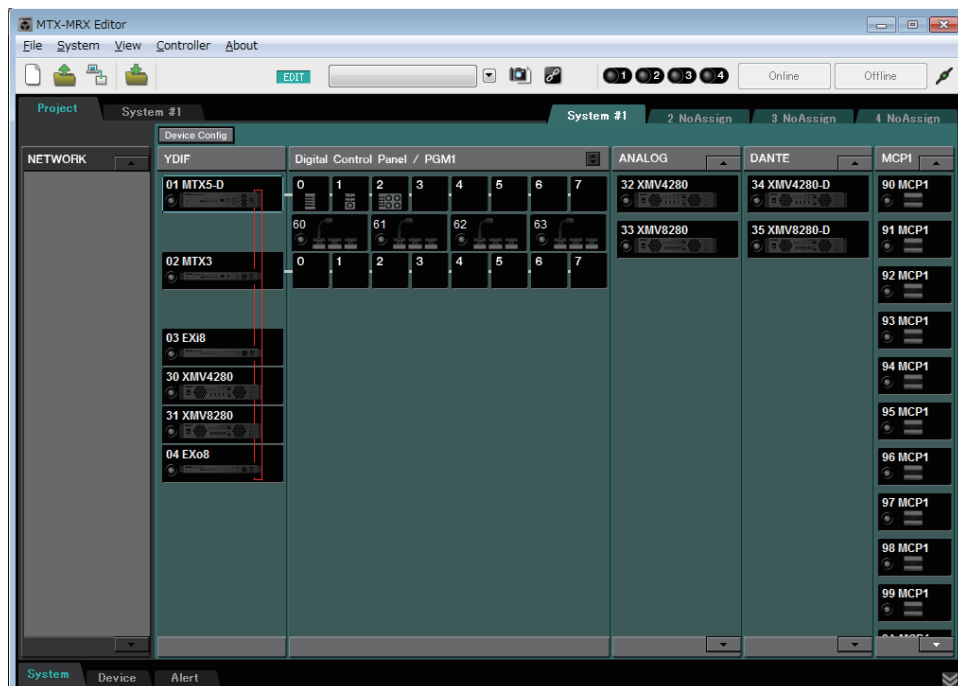 MTX-MRX Editor
File System View Controller About
EDIT 1 2 3 4 Online Offline
Project System #1 System #1 2 NoAssign 3 NoAssign 4 NoAssign
Device Config
NETWORK YDIF Digital Control Panel / PGM1 ANALOG DANTE MCP1
01 MTX5-D 0 1 2 3 4 5 6 7 32 XMV4280 34 XMV4280-D 90 MCP1
60 61 62 63 33 XMV8280 35 XMV8280-D 91 MCP1
02 MTX3 0 1 2 3 4 5 6 7 92 MCP1
93 MCP1
03 EXi8
94 MCP1
30 XMV4280
95 MCP1
31 XMV8280
96 MCP1
04 EXo8
97 MCP1
98 MCP1
99 MCP1
System Device Alert